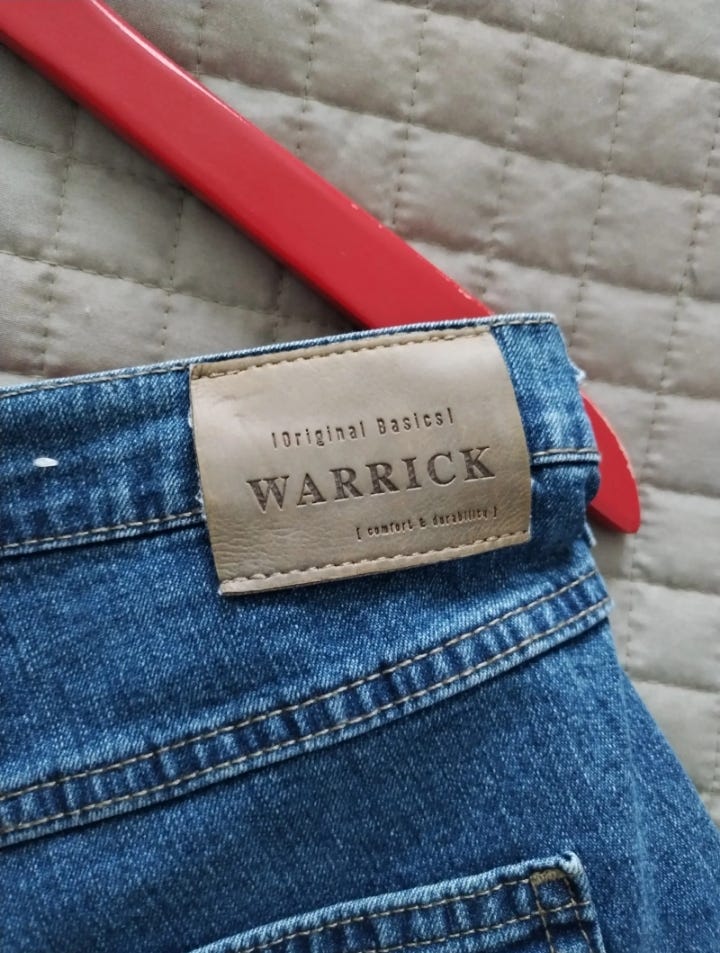 |Original Basics|
WARRICK
[ comfort & durability ]